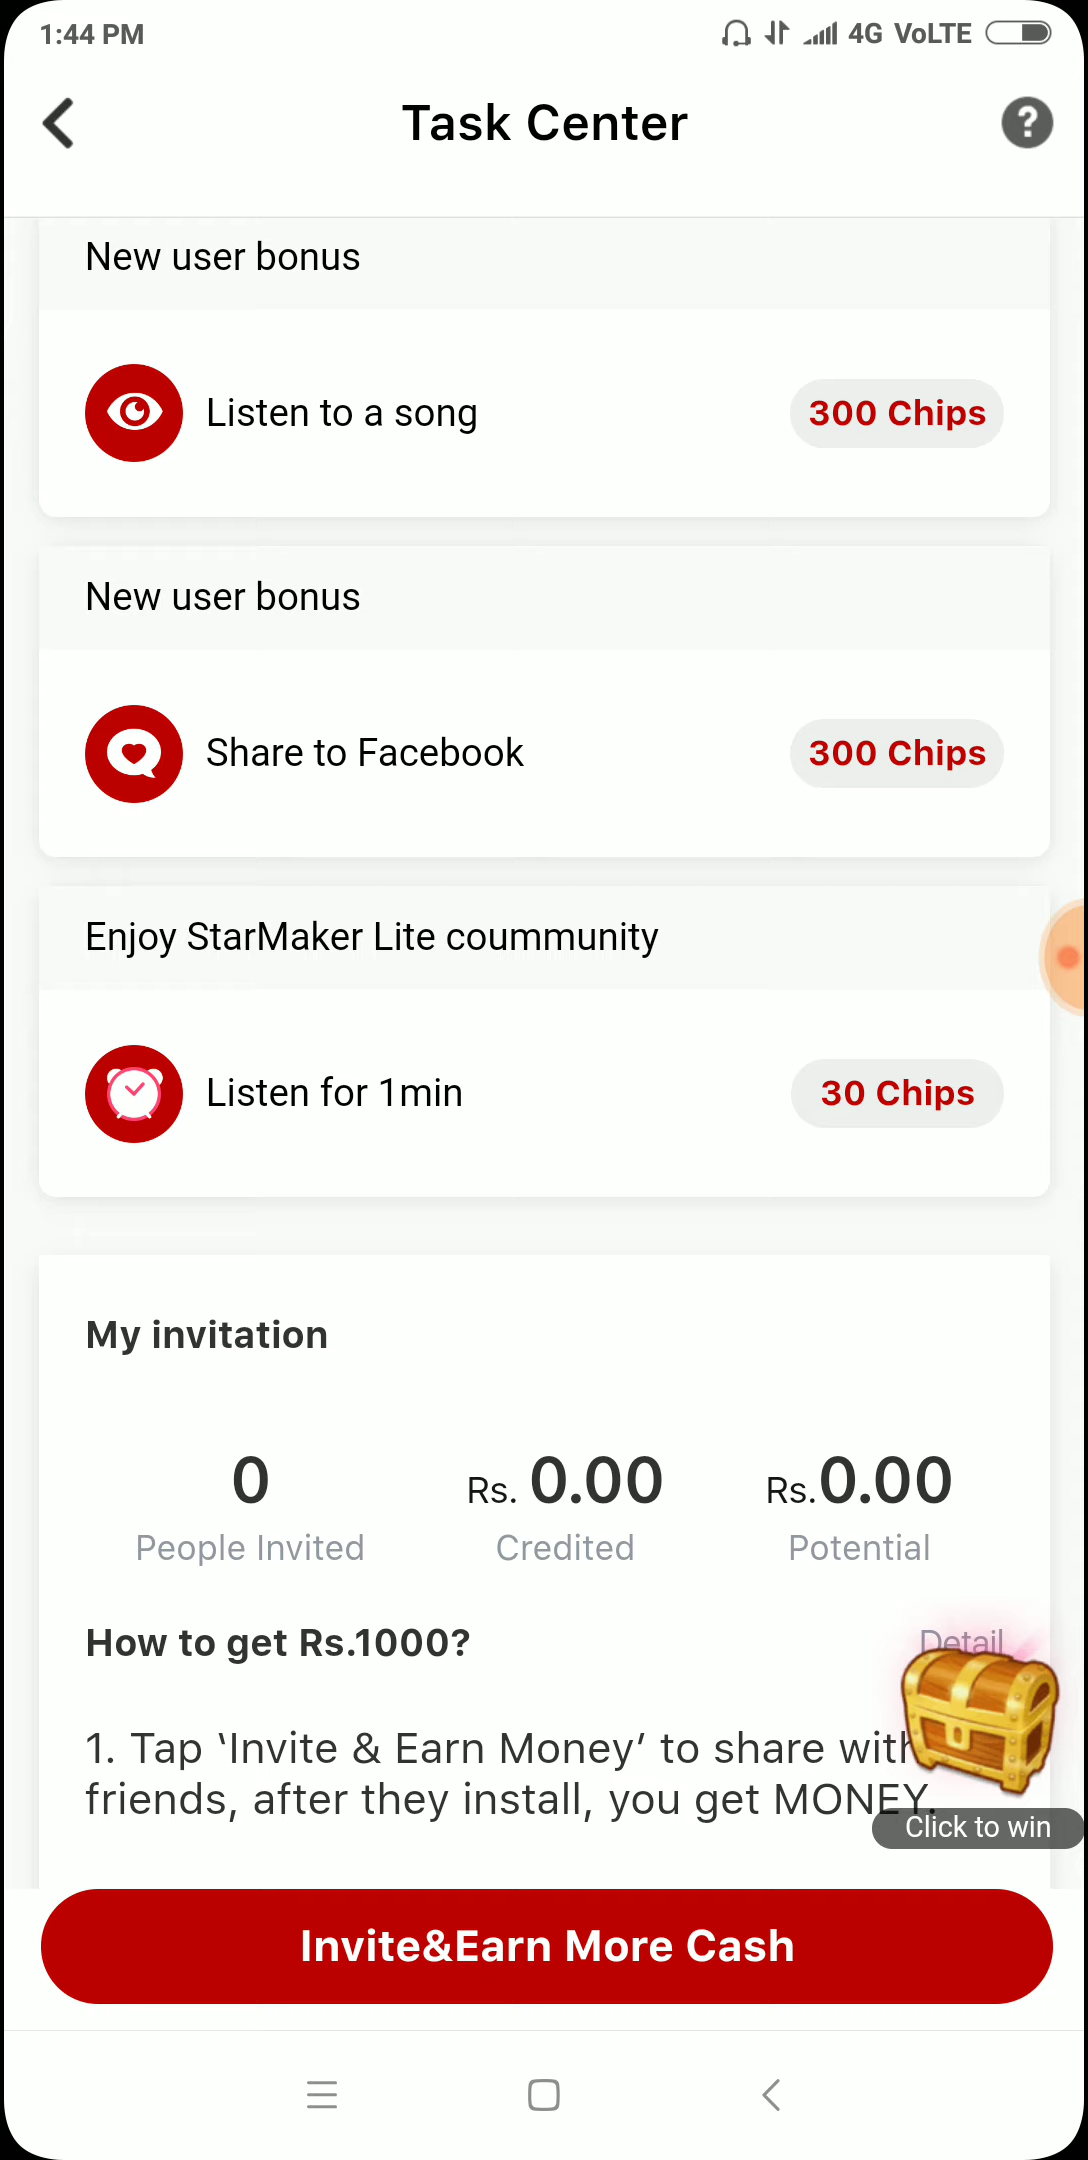 1:44 PM 4G VoLTE
Task Center
New user bonus
Listen to a song 300 Chips
New user bonus
Share to Facebook 300 Chips
Enjoy StarMaker Lite coummunity
Listen for 1min 30 Chips
My invitation
0 Rs. 0.00 Rs.0.00
People Invited Credited Potential
How to get Rs.1000? Detail
1. Tap ‘Invite & Earn Money’ to share with
friends, after they install, you get MONEY.
Click to win
Invite&Earn More Cash